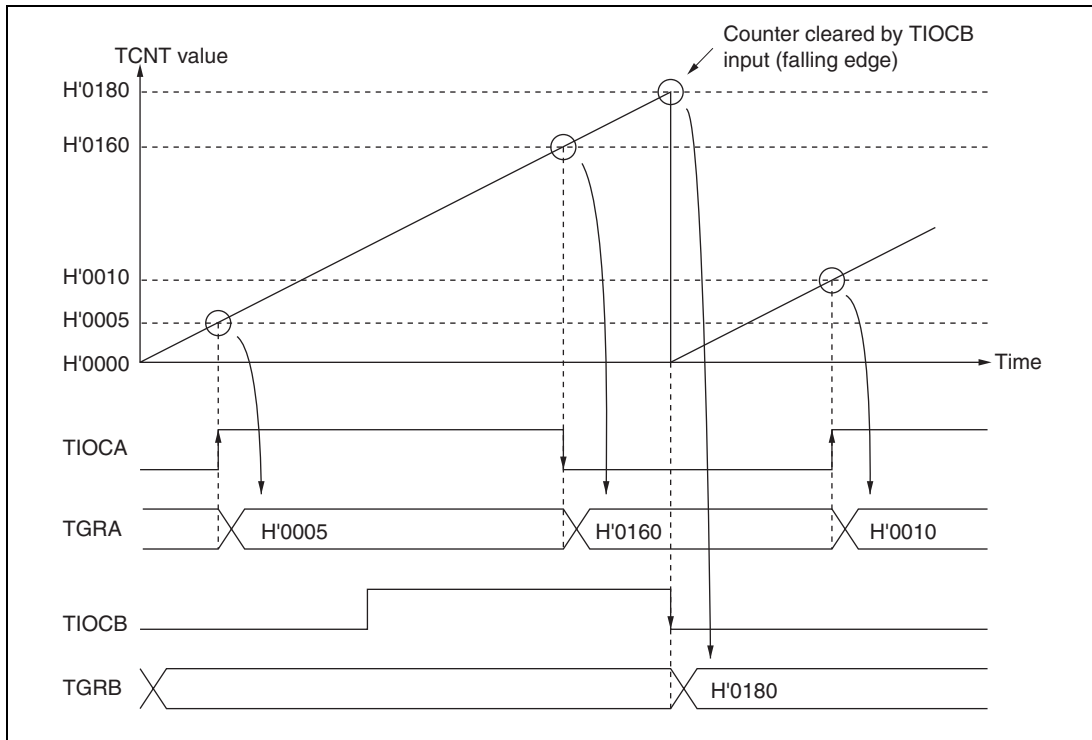 Counter cleared by TIOCB
input (falling edge)
TCNT value
H'0180
H'0160
H'0010
H'0005
H'0000
Time
TIOCA
TGRA
H'0005
H'0160
H'0010
TIOCB
TGRB
H'0180